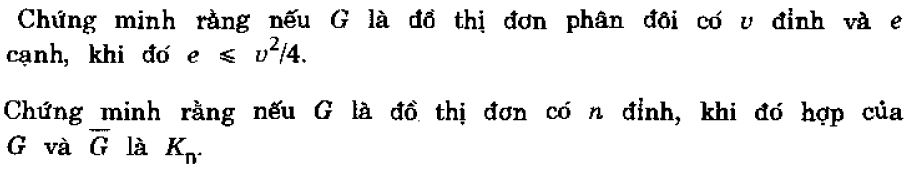 Chứng minh rằng nếu G là đồ thị đơn phân đôi có v đỉnh và e
cạnh, khi đó e ⩽ v²/4.
Chứng minh rằng nếu G là đồ thị đơn có n đỉnh, khi đó hợp của
G và G̅ là Kₙ.